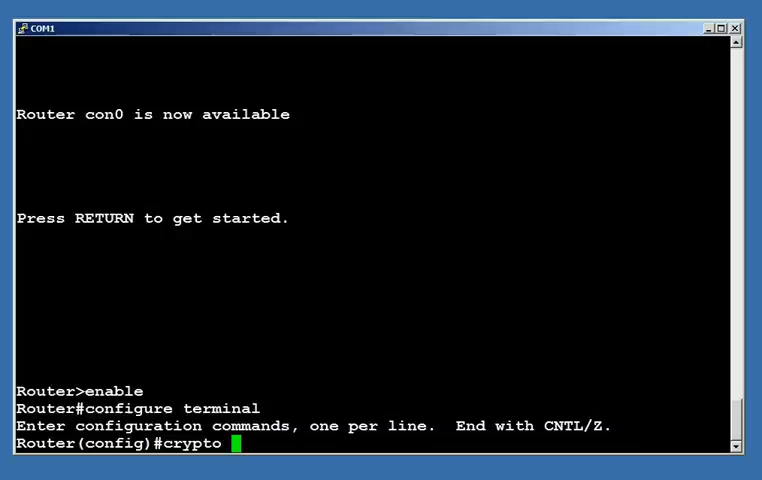 COM1
Router con0 is now available
Press RETURN to get started.
Router>enable
Router#configure terminal
Enter configuration commands, one per line.  End with CNTL/Z.
Router(config)#crypto